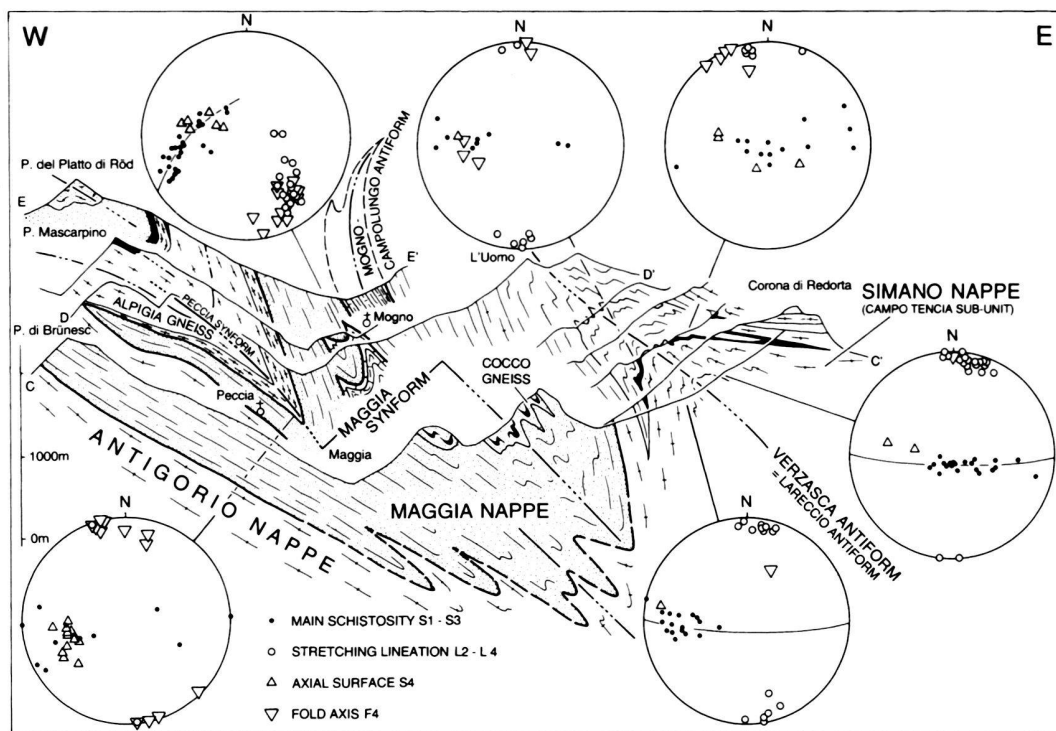 W
E
N
N
N
P. del Platto di Röd
E
P. Mascarpino
MOGNO
CAMPOLUNGO ANTIFORM
E'
L'Uomo
D'
Corona di Redorta
SIMANO NAPPE
(CAMPO TENCIA SUB-UNIT)
C'
N
D
ALPIGIA GNEISS
PECCIA SYNFORM
Mogno
P. di Brünesc
C
Peccia
MAGGIA
SYNFORM
COCCO
GNEISS
Maggia
1000m
0m
ANTIGORIO NAPPE
MAGGIA NAPPE
VERZASCA ANTIFORM
= LARECCIO ANTIFORM
N
N
MAIN SCHISTOSITY S1 - S3
STRETCHING LINEATION L2 - L4
AXIAL SURFACE S4
FOLD AXIS F4